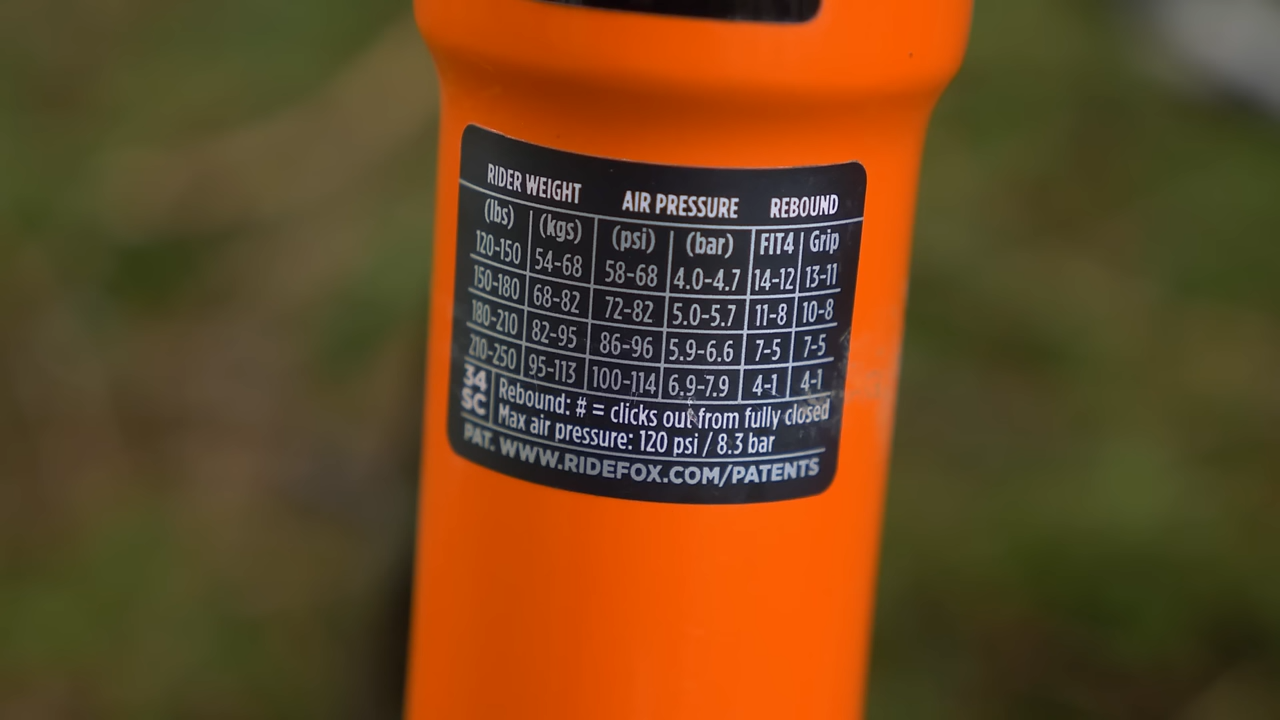 RIDER WEIGHT AIR PRESSURE REBOUND
(lbs) (kgs) (psi) (bar) FIT4 Grip
120-150 54-68 58-68 4.0-4.7 14-12 13-11
150-180 68-82 72-82 5.0-5.7 11-8 10-8
180-210 82-95 86-96 5.9-6.6 7-5 7-5
210-250 95-113 100-114 6.9-7.9 4-1 4-1
34
SC
Rebound: # = clicks out from fully closed
Max air pressure: 120 psi / 8.3 bar
PAT. WWW.RIDEFOX.COM/PATENTS